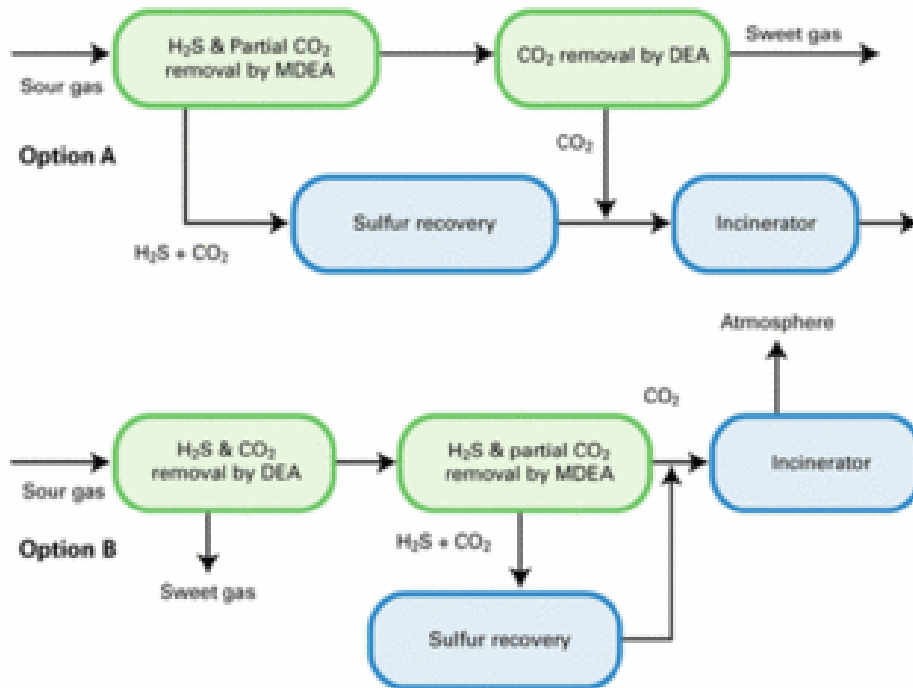 H₂S & Partial CO₂
removal by MDEA
CO₂ removal by DEA
Sweet gas
Sour gas
Option A
CO₂
Sulfur recovery
Incinerator
H₂S + CO₂
Atmosphere
CO₂
H₂S & CO₂
removal by DEA
H₂S & partial CO₂
removal by MDEA
Incinerator
Sour gas
Option B
H₂S + CO₂
Sweet gas
Sulfur recovery